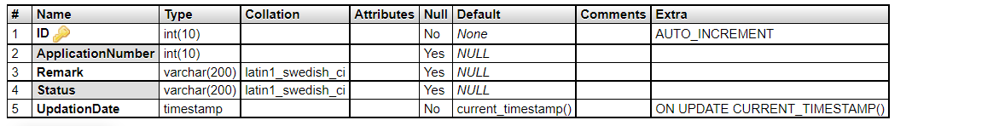 # Name Type Collation Attributes Null Default Comments Extra
1 ID int(10) No None AUTO_INCREMENT
2 ApplicationNumber int(10) Yes NULL
3 Remark varchar(200) latin1_swedish_ci Yes NULL
4 Status varchar(200) latin1_swedish_ci Yes NULL
5 UpdationDate timestamp No current_timestamp() ON UPDATE CURRENT_TIMESTAMP()